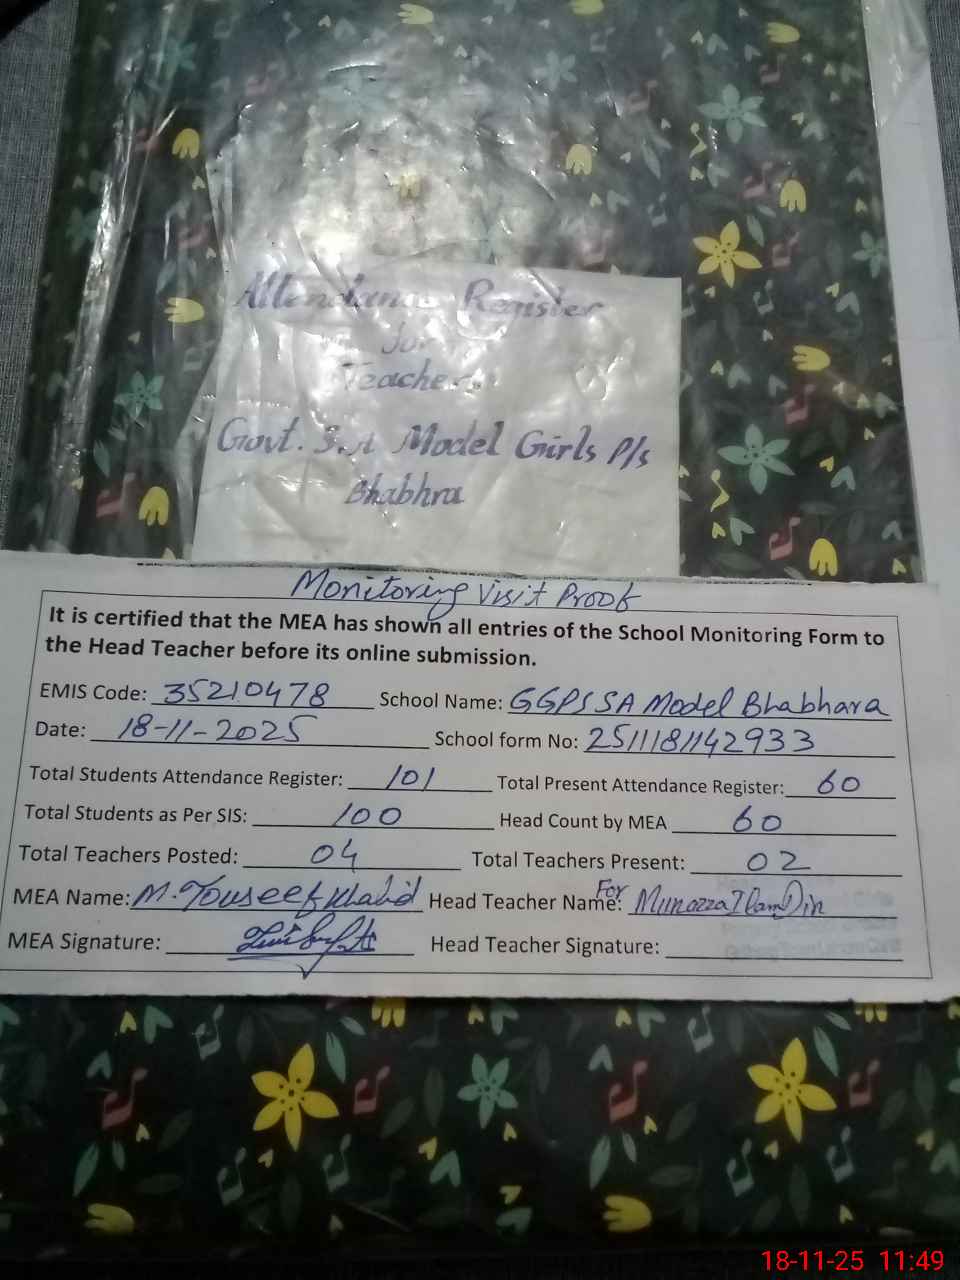 Attendance Register
for
Teachers
Govt. S.A Model Girls P/s
Bhabhra
Monitoring Visit Proof
It is certified that the MEA has shown all entries of the School Monitoring Form to
the Head Teacher before its online submission.
EMIS Code: 35210478 School Name: GGPS SA Model Bhabhara
Date: 18-11-2025 School form No: 2511181142933
Total Students Attendance Register: 101 Total Present Attendance Register: 60
Total Students as Per SIS: 100 Head Count by MEA 60
Total Teachers Posted: 04 Total Teachers Present: 02
MEA Name: M. Touseef Khalid Head Teacher Name: For Munazza Ilam Din
MEA Signature: Head Teacher Signature:
18-11-25 11:49